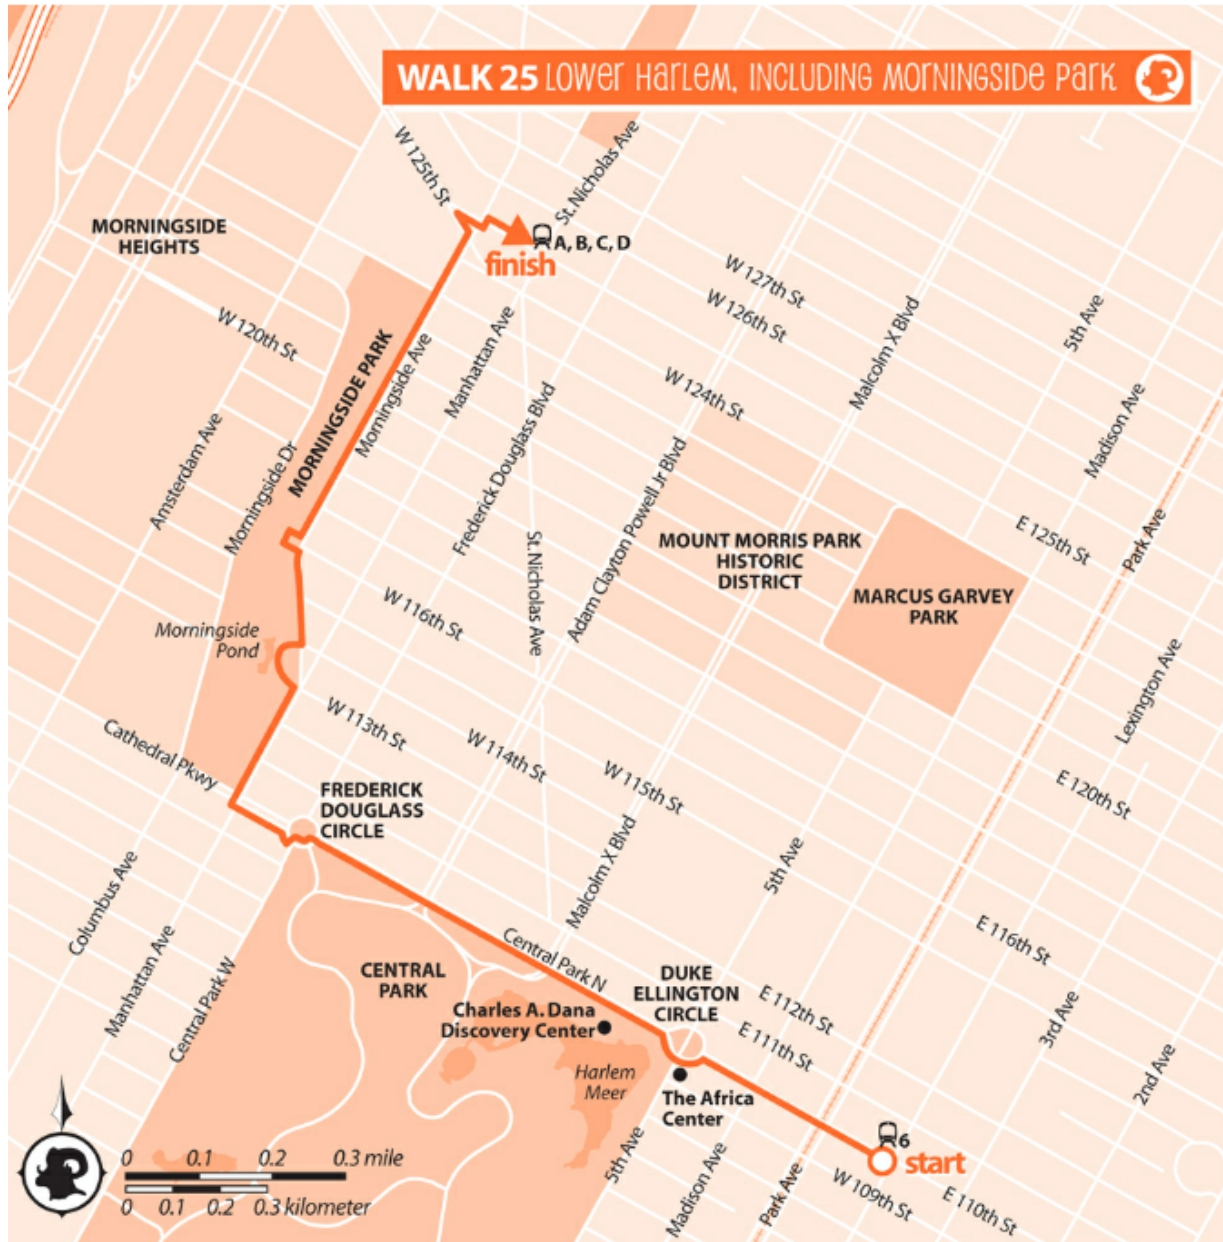 WALK 25 LOWER HARLEM, INCLUDING MORNINGSIDE PARK
W 125th St
St. Nicholas Ave
A, B, C, D
finish
MORNINGSIDE
HEIGHTS
W 127th St
W 126th St
W 124th St
Malcolm X Blvd
5th Ave
Madison Ave
W 120th St
MORNINGSIDE PARK
Morningside Ave
Manhattan Ave
Frederick Douglass Blvd
Adam Clayton Powell Jr Blvd
Amsterdam Ave
Morningside Dr
St. Nicholas Ave
MOUNT MORRIS PARK
HISTORIC
DISTRICT
MARCUS GARVEY
PARK
E 125th St
Park Ave
W 116th St
Morningside
Pond
Lexington Ave
Cathedral Pkwy
W 113th St
W 114th St
W 115th St
E 120th St
FREDERICK
DOUGLASS
CIRCLE
Malcolm X Blvd
5th Ave
Columbus Ave
Manhattan Ave
Central Park W
Central Park N
CENTRAL
PARK
DUKE
ELLINGTON
CIRCLE
E 116th St
E 112th St
E 111th St
3rd Ave
2nd Ave
Charles A. Dana
Discovery Center
Harlem
Meer
The Africa
Center
6
start
5th Ave
Madison Ave
Park Ave
W 109th St
E 110th St
0 0.1 0.2 0.3 mile
0 0.1 0.2 0.3 kilometer